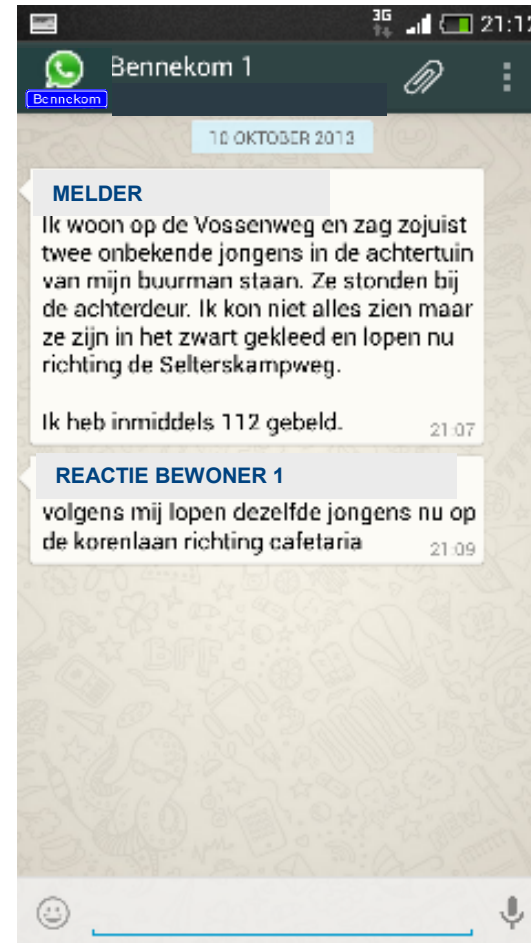 3G
21:12
Bennekom 1
Bennekom
10 OKTOBER 2013
MELDER
Ik woon op de Vossenweg en zag zojuist
twee onbekende jongens in de achtertuin
van mijn buurman staan. Ze stonden bij
de achterdeur. Ik kon niet alles zien maar
ze zijn in het zwart gekleed en lopen nu
richting de Selterskampweg.
Ik heb inmiddels 112 gebeld.
21:07
REACTIE BEWONER 1
volgens mij lopen dezelfde jongens nu op
de korenlaan richting cafetaria
21:09
BFF